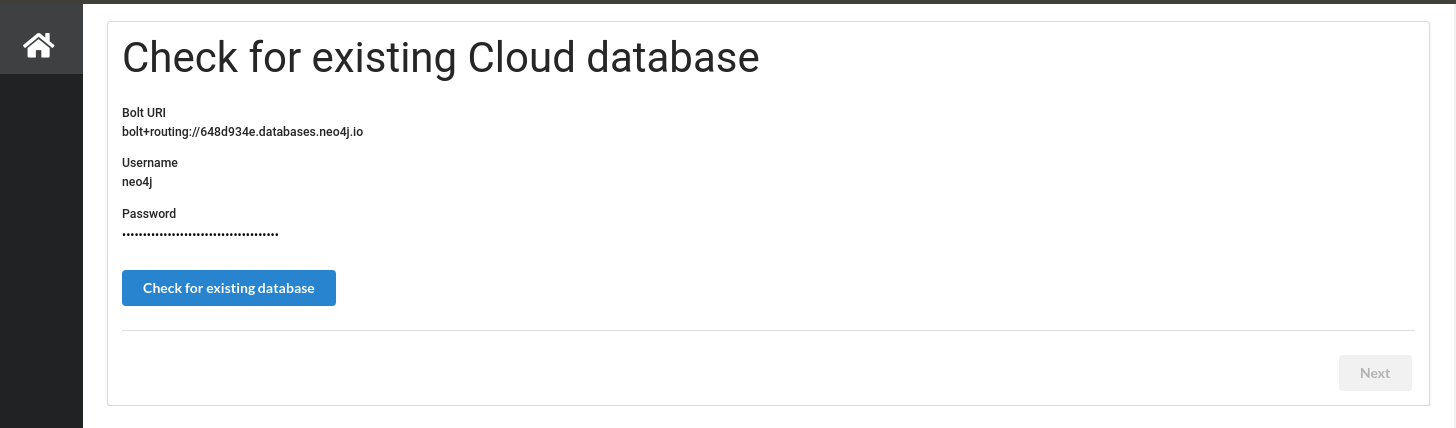 Check for existing Cloud database
Bolt URI
bolt+routing://648d934e.databases.neo4j.io
Username
neo4j
Password
••••••••••••••••••••••••••••••••••••••
Check for existing database
Next